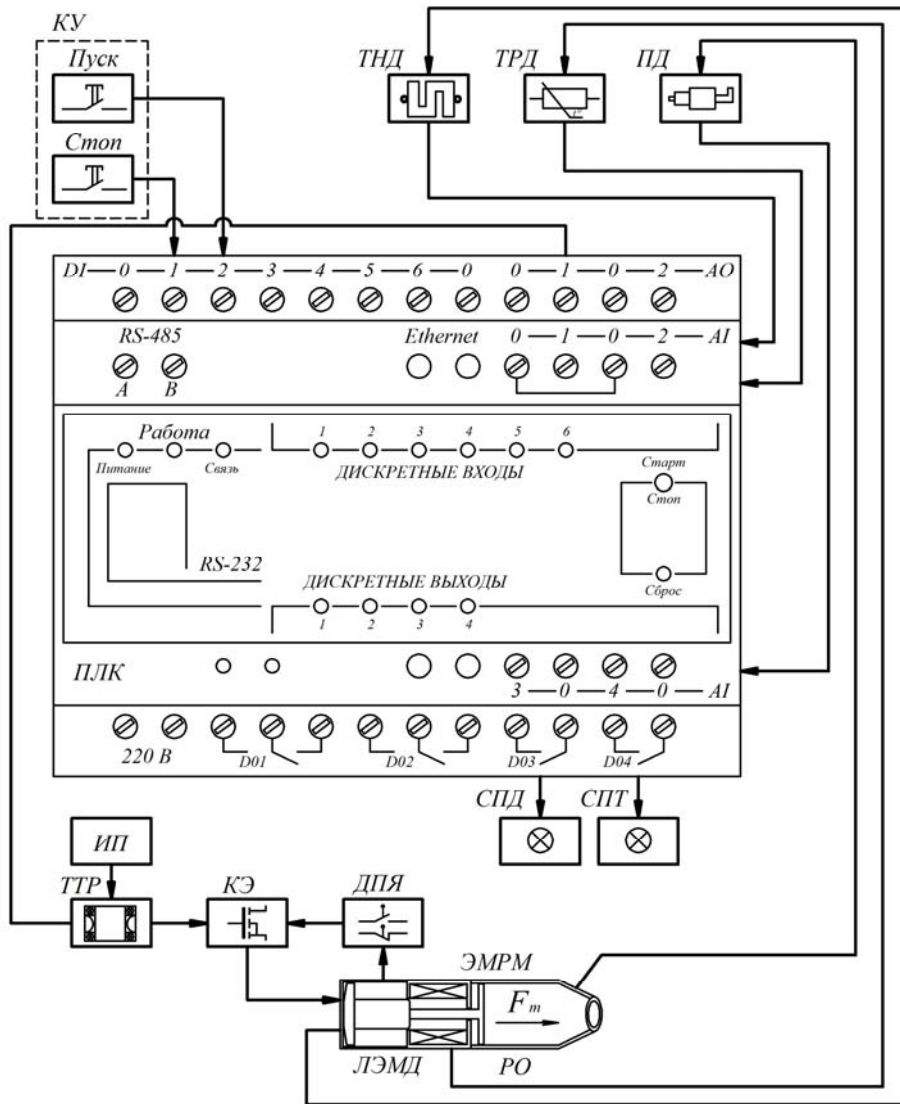 КУ
Пуск
Стоп
ТНД ТРД ПД
t°
DI 0 1 2 3 4 5 6 0 0 1 0 2 AO
RS-485 Ethernet 0 1 0 2 AI
A B
Работа
Питание Связь
1 2 3 4 5 6
ДИСКРЕТНЫЕ ВХОДЫ
Старт
Стоп
RS-232
ДИСКРЕТНЫЕ ВЫХОДЫ
1 2 3 4
Сброс
ПЛК
3 0 4 0 AI
220 В D01 D02 D03 D04
СПД СПТ
ИП
ТТР КЭ ДПЯ
ЭМРМ
Fт
ЛЭМД РО